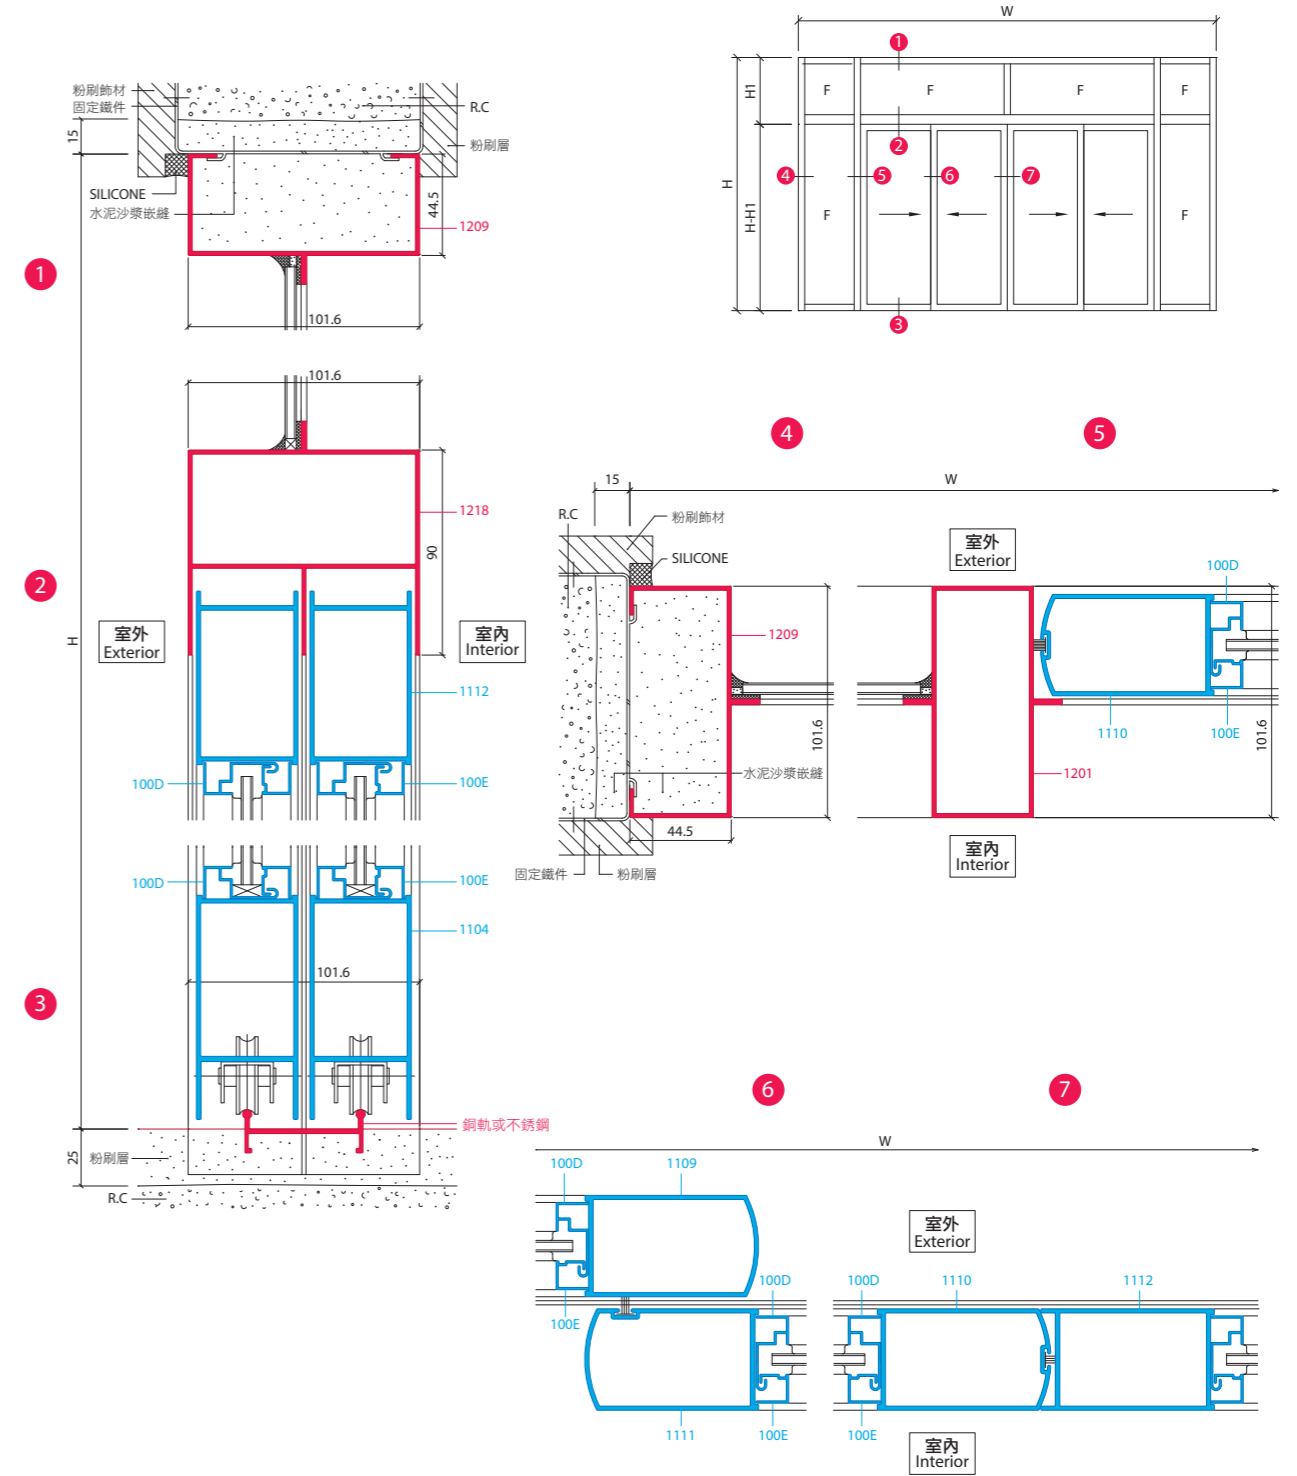 W
1
H1
F
F
F
F
2
H
4
5
6
7
H-H1
F
F
3
粉刷飾材
固定鐵件
R.C
15
粉刷層
SILICONE
水泥沙漿嵌縫
44.5
1209
1
101.6
101.6
1218
90
2
H
室外
Exterior
室內
Interior
1112
100D
100E
100D
100E
1104
3
101.6
銅軌或不銹鋼
25
粉刷層
R.C
4
5
15
W
R.C
粉刷飾材
SILICONE
室外
Exterior
100D
1209
1110
100E
101.6
101.6
水泥沙漿嵌縫
1201
44.5
室內
Interior
固定鐵件
粉刷層
6
7
W
100D
1109
室外
Exterior
100D
100D
1110
1112
100E
1111
100E
100E
室內
Interior